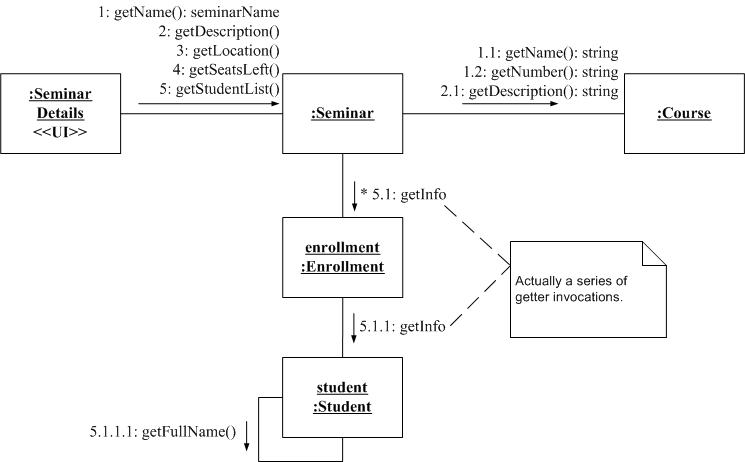 1: getName(): seminarName
2: getDescription()
3: getLocation()
4: getSeatsLeft()
5: getStudentList()
1.1: getName(): string
1.2: getNumber(): string
2.1: getDescription(): string
:Seminar
Details
<<UI>>
:Seminar
:Course
* 5.1: getInfo
enrollment
:Enrollment
Actually a series of
getter invocations.
5.1.1: getInfo
student
:Student
5.1.1.1: getFullName()